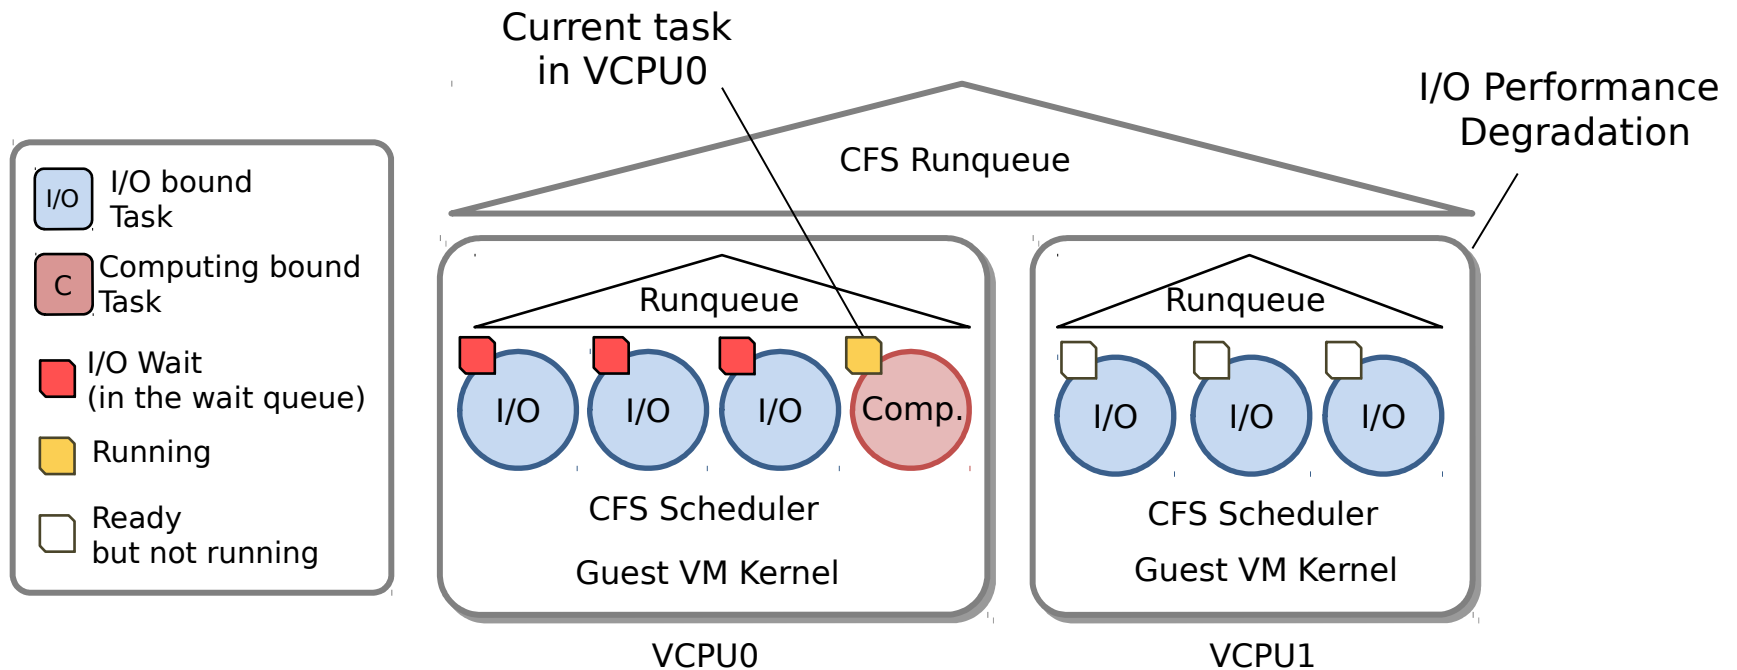 Current task
in VCPU0
I/O Performance
Degradation
CFS Runqueue
I/O
I/O bound
Task
C
Computing bound
Task
I/O Wait
(in the wait queue)
Running
Ready
but not running
Runqueue
I/O
I/O
I/O
Comp.
CFS Scheduler
Guest VM Kernel
VCPU0
Runqueue
I/O
I/O
I/O
CFS Scheduler
Guest VM Kernel
VCPU1